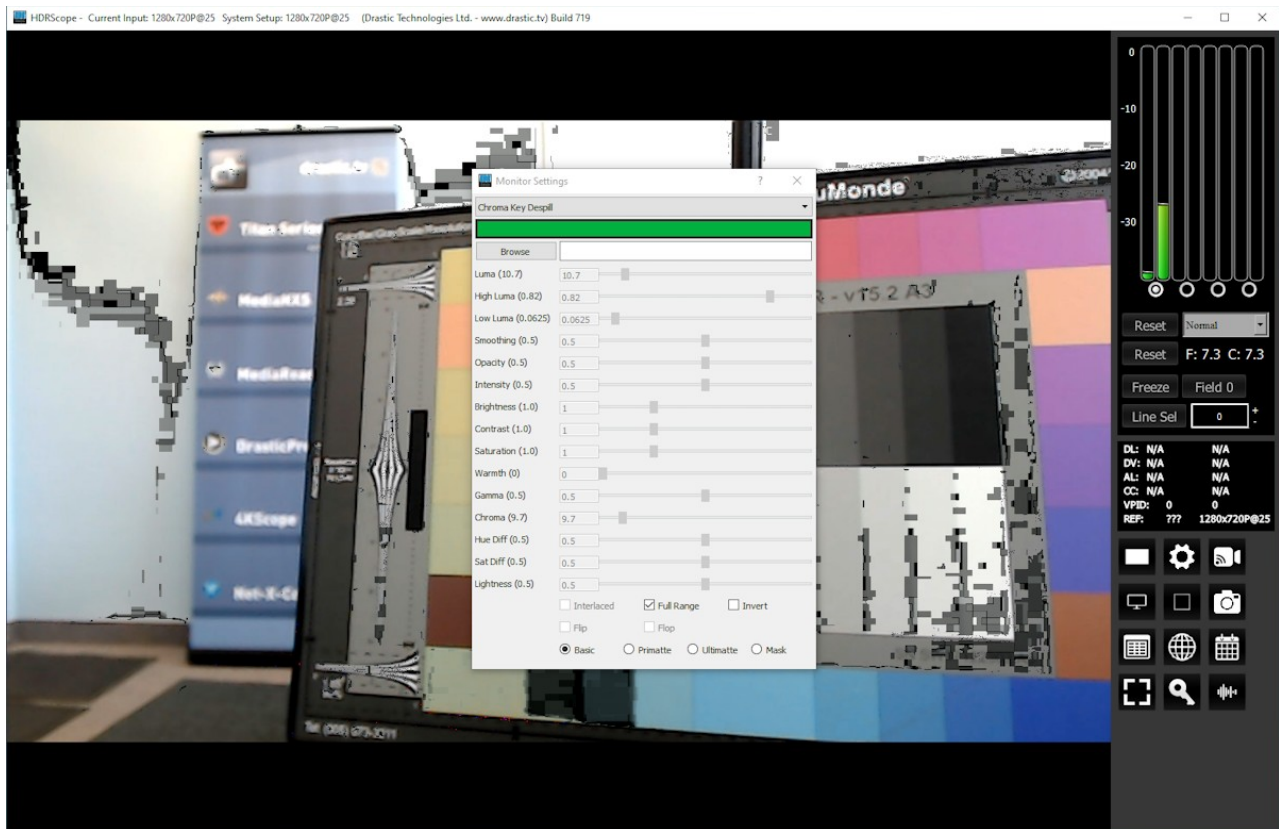 HDRScope - Current Input: 1280x720P@25 System Setup: 1280x720P@25 (Drastic Technologies Ltd. - www.drastic.tv) Build 719
Monitor Settings
?
Chroma Key Despill
Browse
Luma (10.7) 10.7
High Luma (0.82) 0.82
Low Luma (0.0625) 0.0625
Smoothing (0.5) 0.5
Opacity (0.5) 0.5
Intensity (0.5) 0.5
Brightness (1.0) 1
Contrast (1.0) 1
Saturation (1.0) 1
Warmth (0) 0
Gamma (0.5) 0.5
Chroma (9.7) 9.7
Hue Diff (0.5) 0.5
Sat Diff (0.5) 0.5
Lightness (0.5) 0.5
Interlaced Full Range Invert
Flip Flop
Basic Primatte Ultimatte Mask
drastic.tv
MediaNXS
4KScope
uMonde
R - v15.2 A3
0
-10
-20
-30
Reset Normal
Reset F: 7.3 C: 7.3
Freeze Field 0
Line Sel 0 + -
DL: N/A N/A
DV: N/A N/A
AL: N/A N/A
CC: N/A N/A
VPID: 0 0
REF: ??? 1280x720P@25